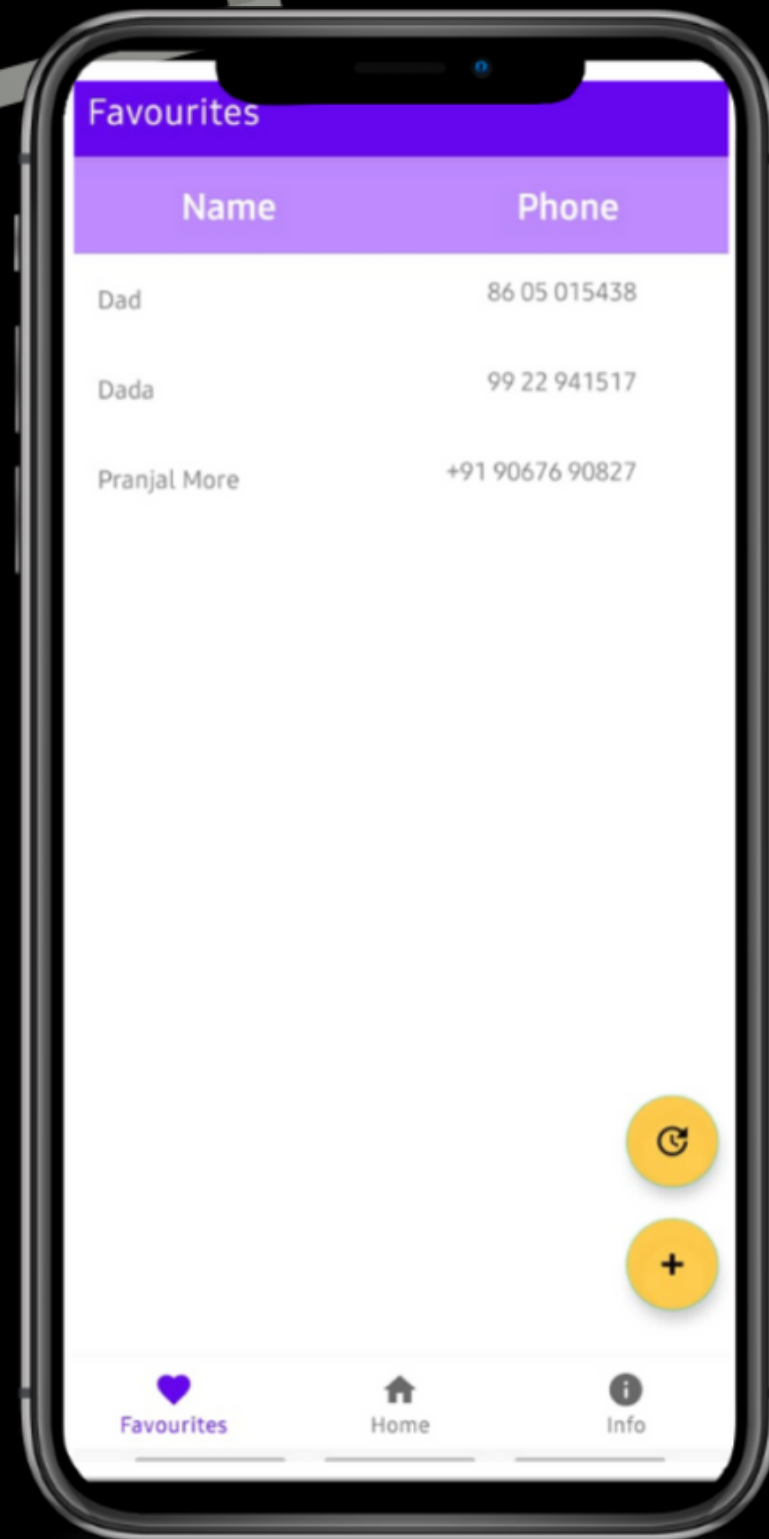 Favourites
Name Phone
Dad 86 05 015438
Dada 99 22 941517
Pranjal More +91 90676 90827
Favourites Home Info